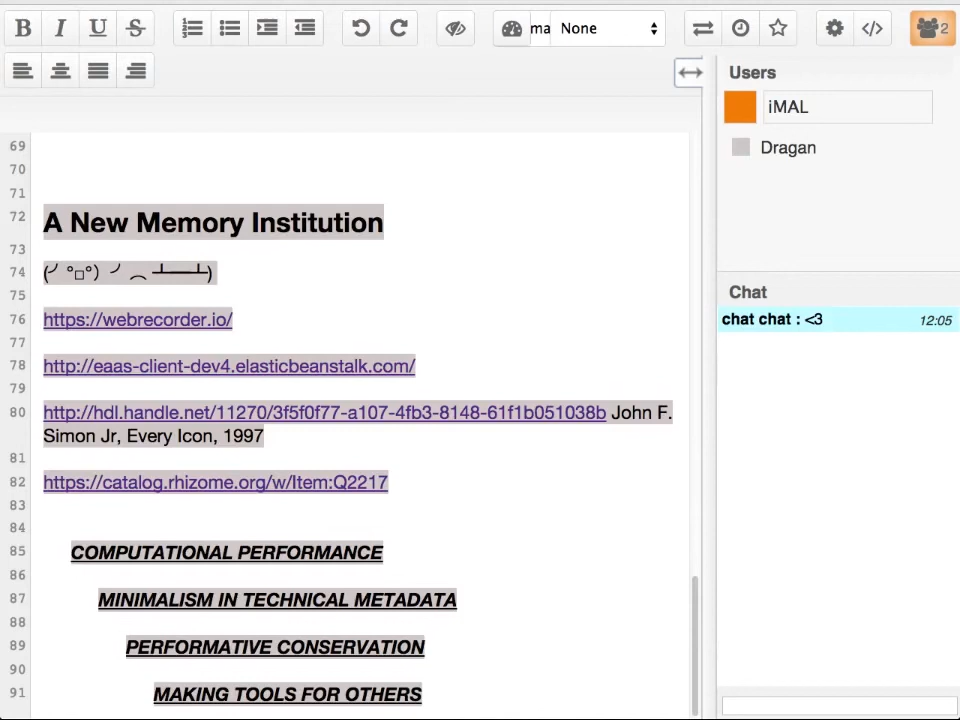 B I U S
ma None
2
Users
iMAL
Dragan
69
70
71
72 A New Memory Institution
73
74 (╯°□°）╯︵ ┻━┻)
75
76 https://webrecorder.io/
77
78 http://eaas-client-dev4.elasticbeanstalk.com/
79
80 http://hdl.handle.net/11270/3f5f0f77-a107-4fb3-8148-61f1b051038b John F.
Simon Jr, Every Icon, 1997
81
82 https://catalog.rhizome.org/w/Item:Q2217
83
84
85 COMPUTATIONAL PERFORMANCE
86
87 MINIMALISM IN TECHNICAL METADATA
88
89 PERFORMATIVE CONSERVATION
90
91 MAKING TOOLS FOR OTHERS
Chat
chat chat : <3 12:05